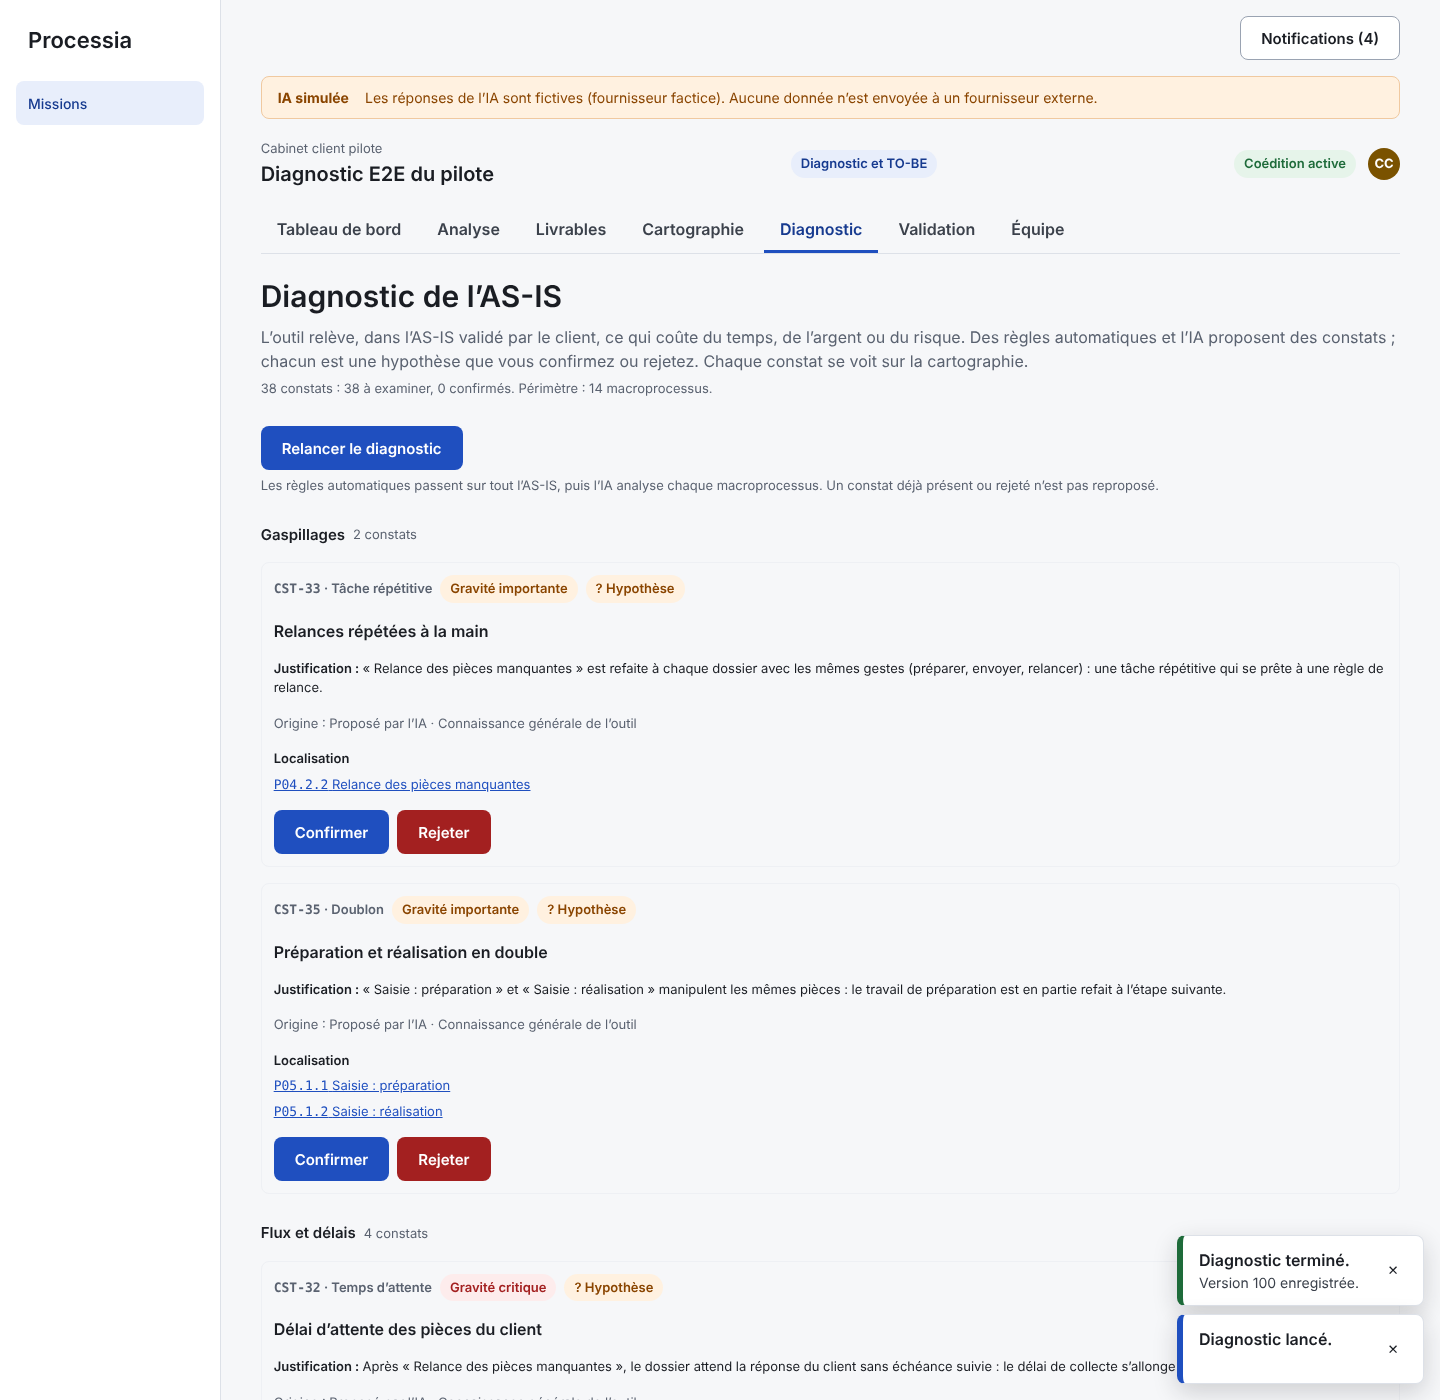 Processia
Missions
Notifications (4)
IA simulée Les réponses de l’IA sont fictives (fournisseur factice). Aucune donnée n’est envoyée à un fournisseur externe.
Cabinet client pilote
Diagnostic E2E du pilote
Diagnostic et TO-BE
Coédition active
CC
Tableau de bord Analyse Livrables Cartographie Diagnostic Validation Équipe
Diagnostic de l’AS-IS
L’outil relève, dans l’AS-IS validé par le client, ce qui coûte du temps, de l’argent ou du risque. Des règles automatiques et l’IA proposent des constats ;
chacun est une hypothèse que vous confirmez ou rejetez. Chaque constat se voit sur la cartographie.
38 constats : 38 à examiner, 0 confirmés. Périmètre : 14 macroprocessus.
Relancer le diagnostic
Les règles automatiques passent sur tout l’AS-IS, puis l’IA analyse chaque macroprocessus. Un constat déjà présent ou rejeté n’est pas reproposé.
Gaspillages 2 constats
CST-33 · Tâche répétitive Gravité importante ? Hypothèse
Relances répétées à la main
Justification : « Relance des pièces manquantes » est refaite à chaque dossier avec les mêmes gestes (préparer, envoyer, relancer) : une tâche répétitive qui se prête à une règle de
relance.
Origine : Proposé par l’IA · Connaissance générale de l’outil
Localisation
P04.2.2 Relance des pièces manquantes
Confirmer Rejeter
CST-35 · Doublon Gravité importante ? Hypothèse
Préparation et réalisation en double
Justification : « Saisie : préparation » et « Saisie : réalisation » manipulent les mêmes pièces : le travail de préparation est en partie refait à l’étape suivante.
Origine : Proposé par l’IA · Connaissance générale de l’outil
Localisation
P05.1.1 Saisie : préparation
P05.1.2 Saisie : réalisation
Confirmer Rejeter
Flux et délais 4 constats
CST-32 · Temps d’attente Gravité critique ? Hypothèse
Délai d’attente des pièces du client
Justification : Après « Relance des pièces manquantes », le dossier attend la réponse du client sans échéance suivie : le délai de collecte s’allonge
Diagnostic terminé.
Version 100 enregistrée.
×
Diagnostic lancé.
×